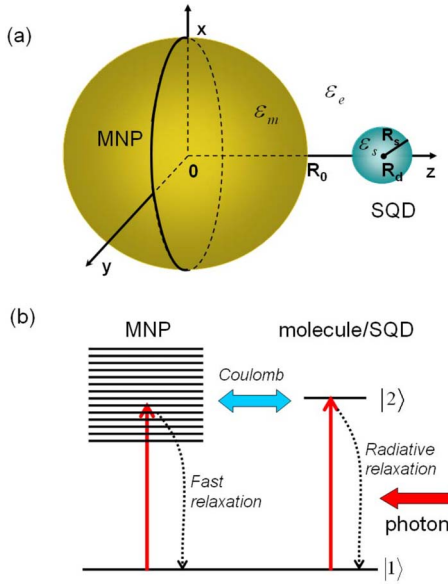 (a)
x
ε_e
ε_m
MNP
ε_s
R_s
0
R_0
R_d
z
SQD
y
(b)
MNP
molecule/SQD
Coulomb
|2⟩
Fast
relaxation
Radiative
relaxation
photon
|1⟩